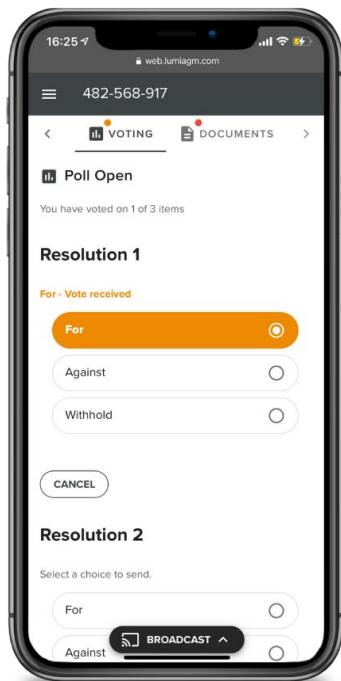 16:25
web.lumiagm.com
482-568-917
VOTING DOCUMENTS
Poll Open
You have voted on 1 of 3 items
Resolution 1
For - Vote received
For
Against
Withhold
CANCEL
Resolution 2
Select a choice to send.
For
BROADCAST
Against